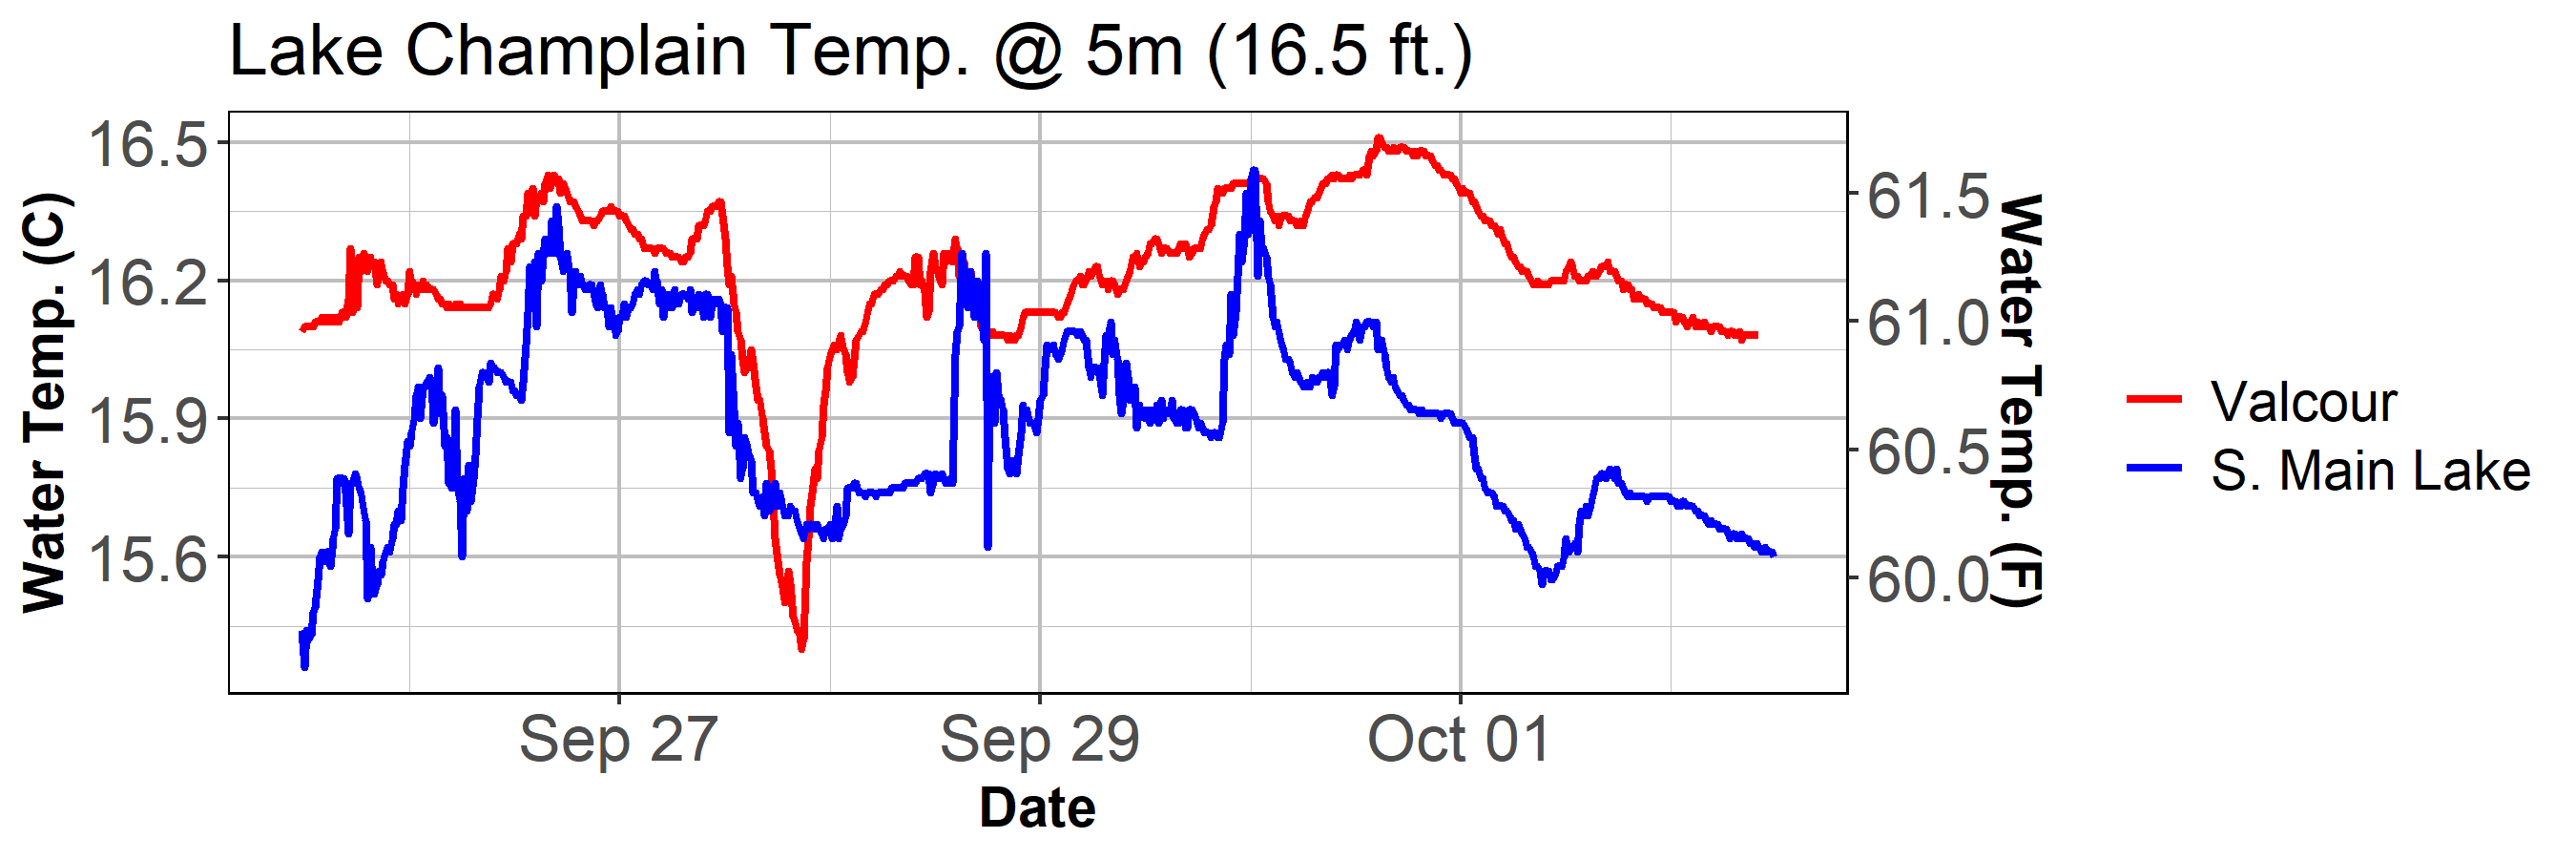 Lake Champlain Temp. @ 5m (16.5 ft.)
Water Temp. (C)
16.5
16.2
15.9
15.6
61.5
61.0
60.5
60.0
Water Temp. (F)
Sep 27
Sep 29
Oct 01
Date
Valcour
S. Main Lake